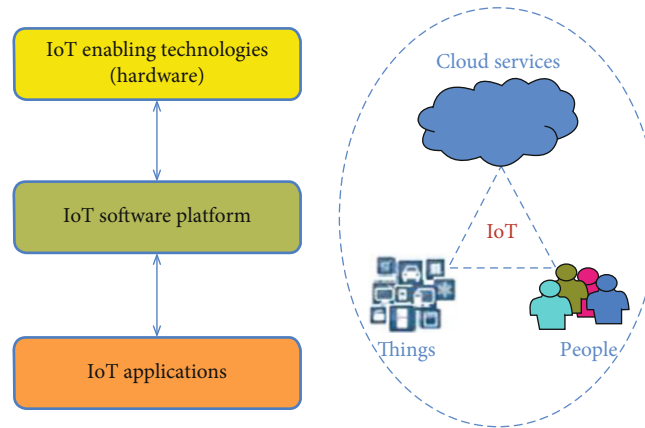 IoT enabling technologies
(hardware)
IoT software platform
IoT applications
Cloud services
IoT
Things
People